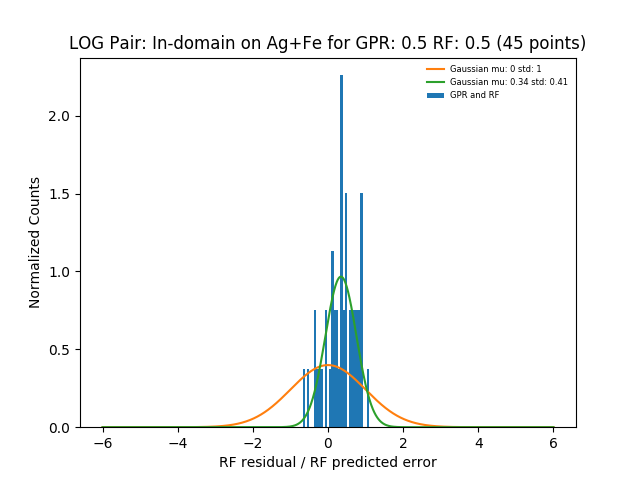 LOG Pair: In-domain on Ag+Fe for GPR: 0.5 RF: 0.5 (45 points)
Gaussian mu: 0 std: 1
Gaussian mu: 0.34 std: 0.41
GPR and RF
2.0
1.5
1.0
0.5
0.0
Normalized Counts
−6 −4 −2 0 2 4 6
RF residual / RF predicted error